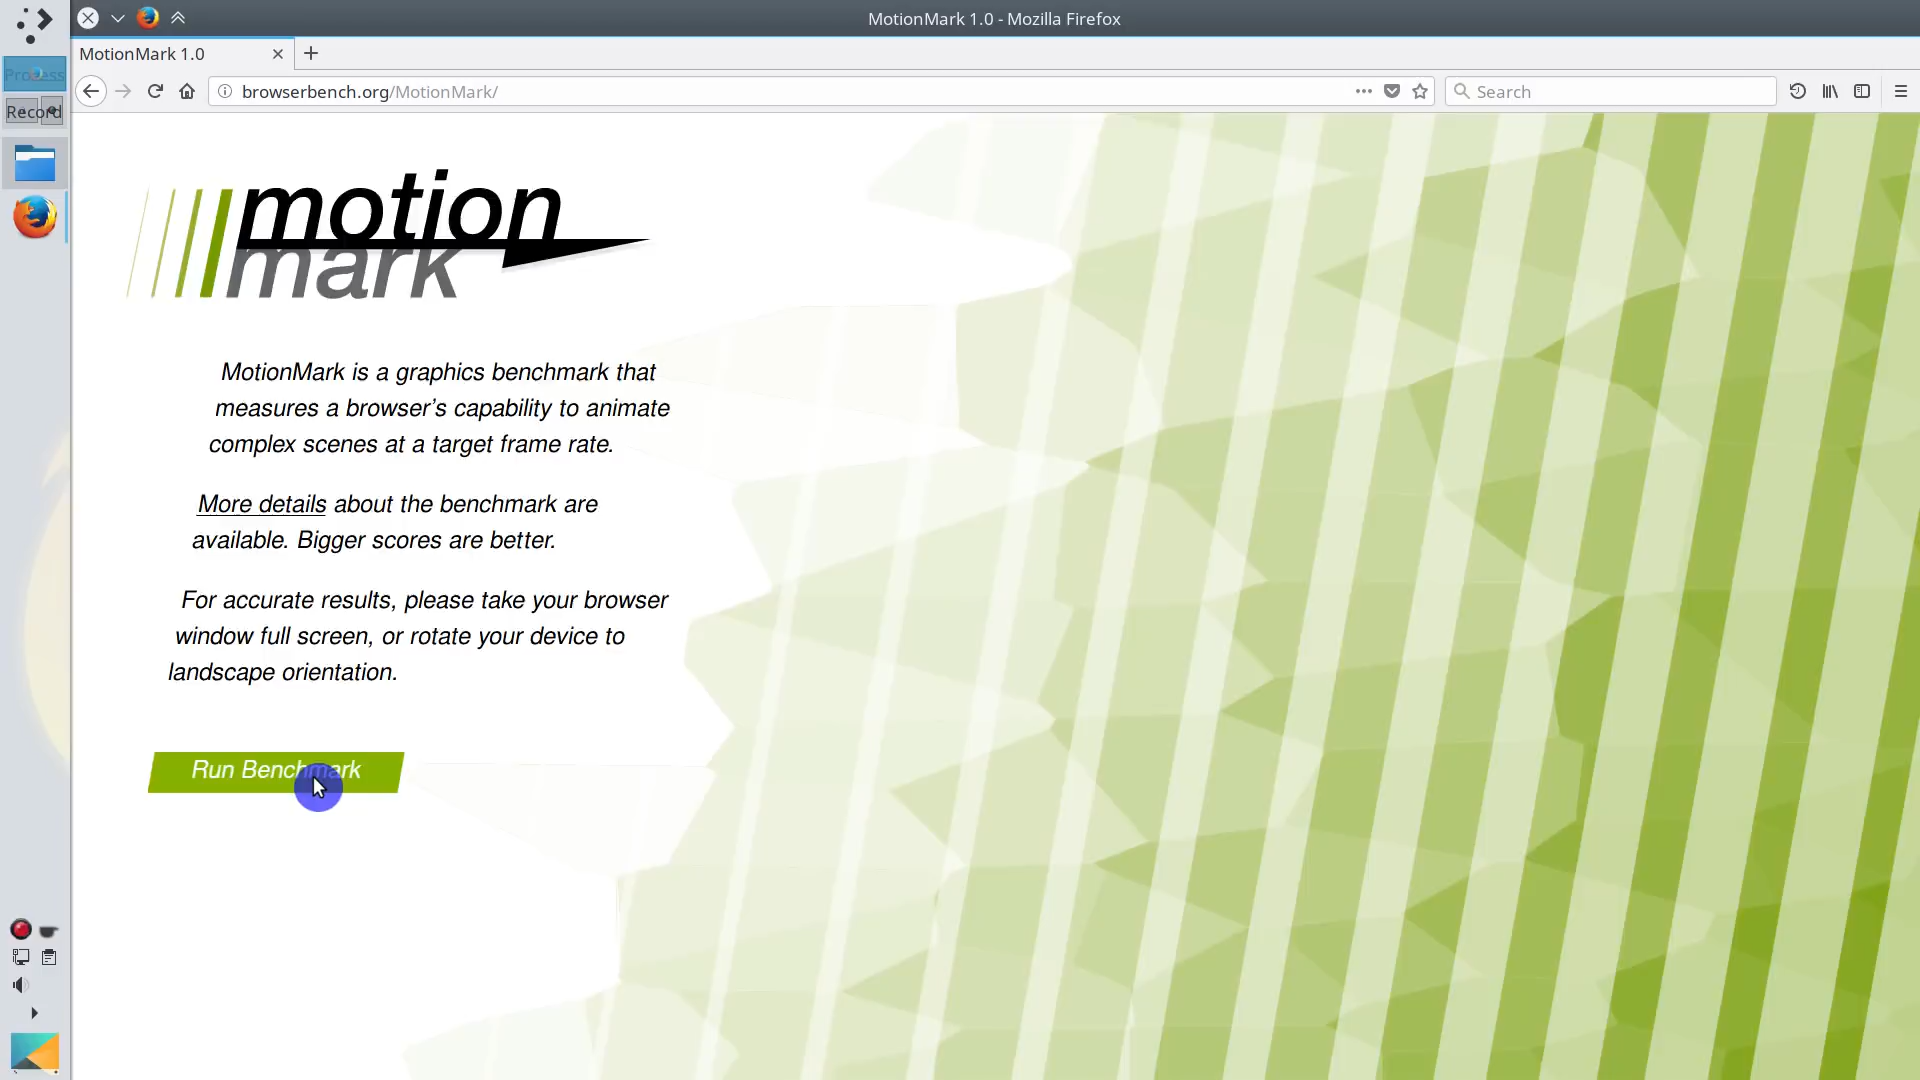 MotionMark 1.0 - Mozilla Firefox
MotionMark 1.0
browserbench.org/MotionMark/
Search
Process
Record
motion
mark
MotionMark is a graphics benchmark that
measures a browser's capability to animate
complex scenes at a target frame rate.
More details about the benchmark are
available. Bigger scores are better.
For accurate results, please take your browser
window full screen, or rotate your device to
landscape orientation.
Run Benchmark